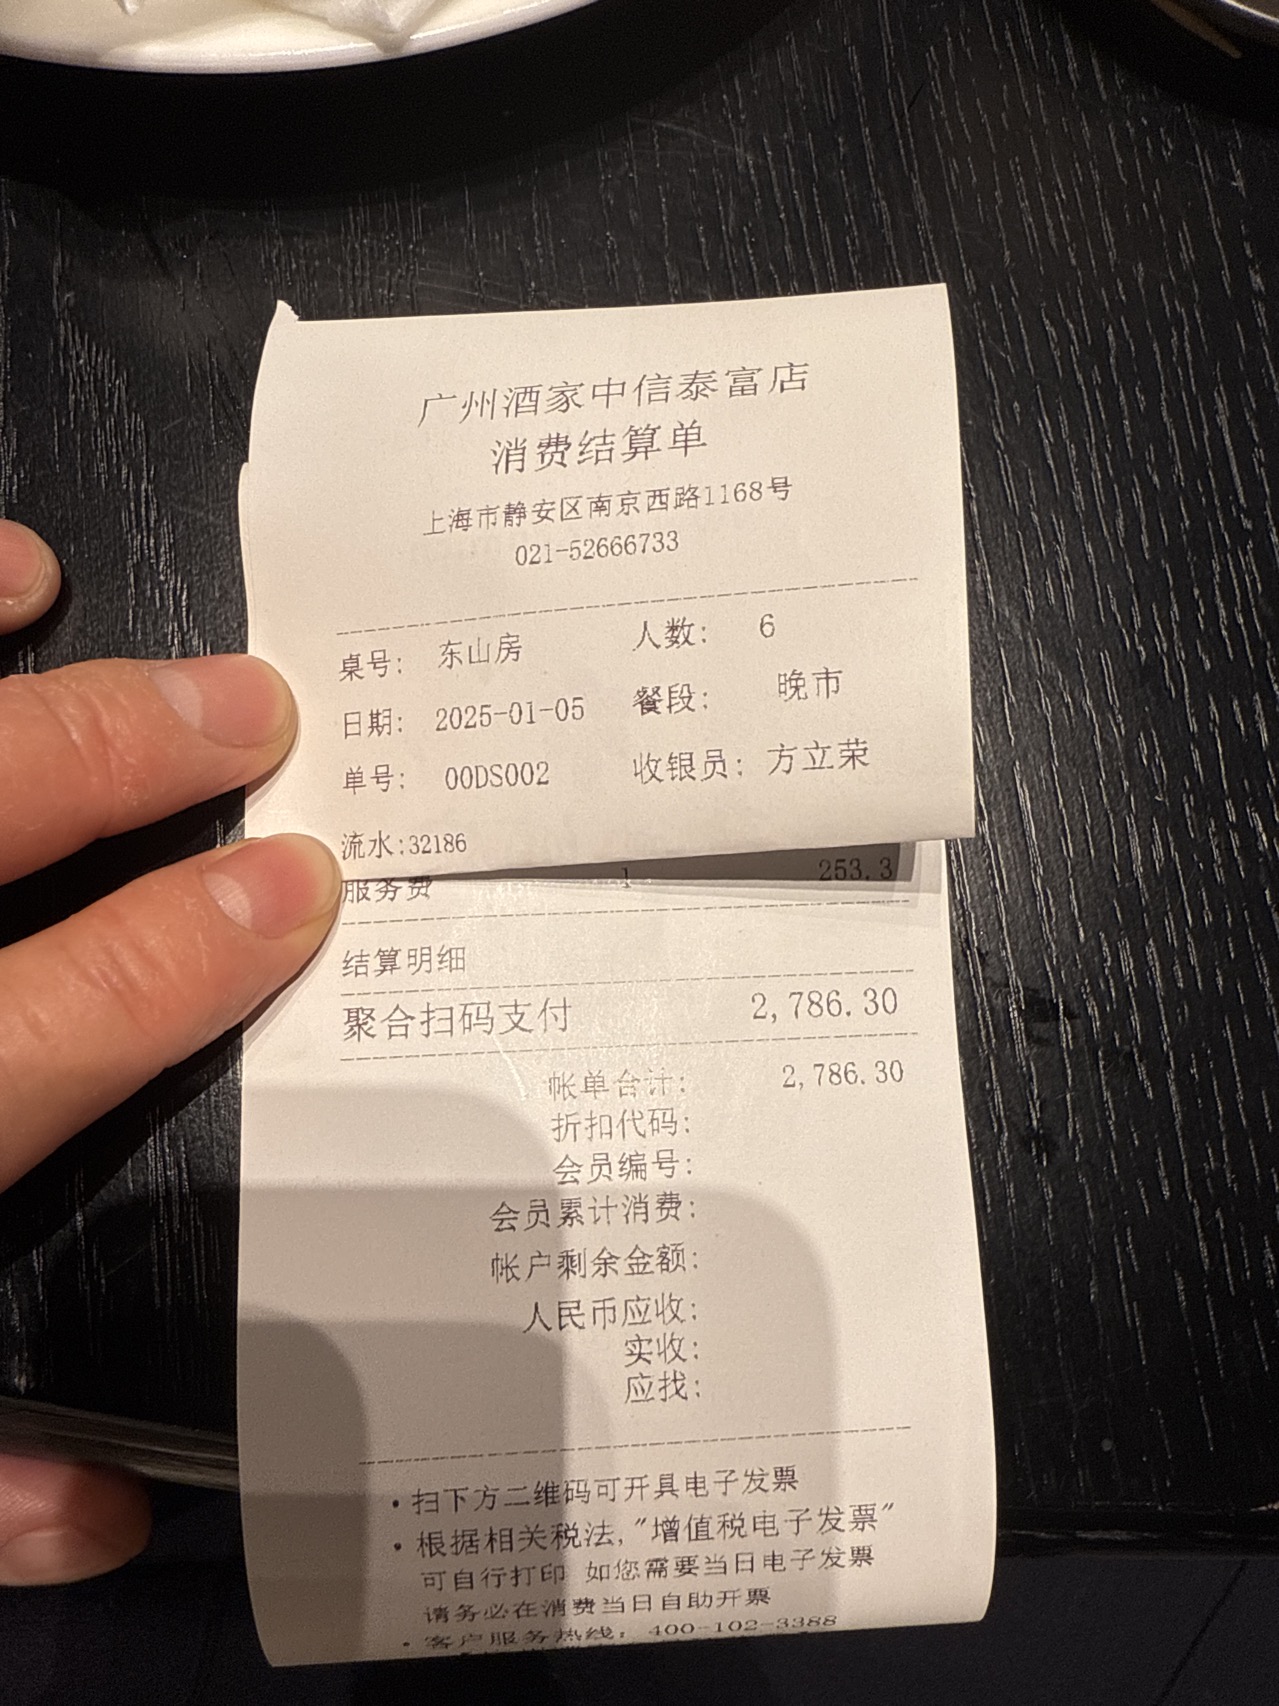 广州酒家中信泰富店
消费结算单
上海市静安区南京西路1168号
021-52666733
桌号： 东山房 人数： 6
日期： 2025-01-05 餐段： 晚市
单号： 00DS002 收银员： 方立荣
流水:32186
服务费 1 253.3
结算明细
聚合扫码支付 2,786.30
帐单合计： 2,786.30
折扣代码：
会员编号：
会员累计消费：
帐户剩余金额：
人民币应收：
实收：
应找：
·扫下方二维码可开具电子发票
·根据相关税法，"增值税电子发票"
可自行打印 如您需要当日电子发票
请务必在消费当日自助开票
·客户服务热线：400-102-3388